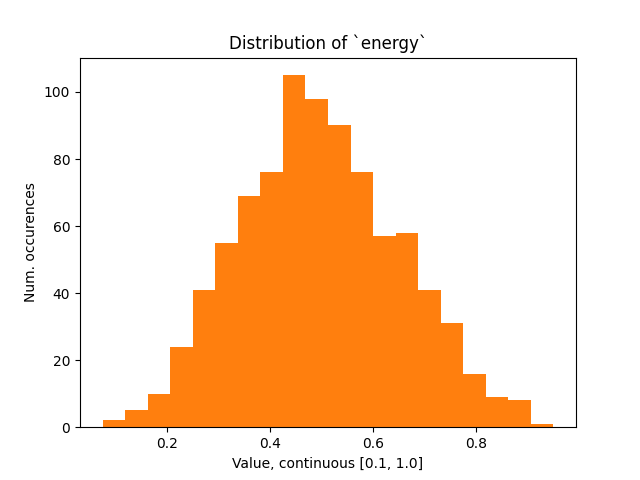 Distribution of `energy`
100
80
60
40
20
0
Num. occurences
0.2 0.4 0.6 0.8
Value, continuous [0.1, 1.0]